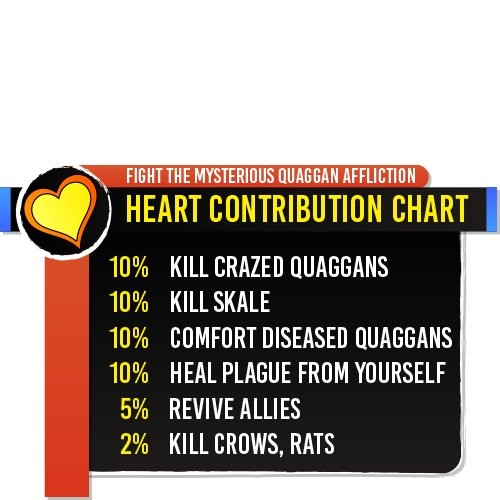 FIGHT THE MYSTERIOUS QUAGGAN AFFLICTION
HEART CONTRIBUTION CHART
10% KILL CRAZED QUAGGANS
10% KILL SKALE
10% COMFORT DISEASED QUAGGANS
10% HEAL PLAGUE FROM YOURSELF
5% REVIVE ALLIES
2% KILL CROWS, RATS